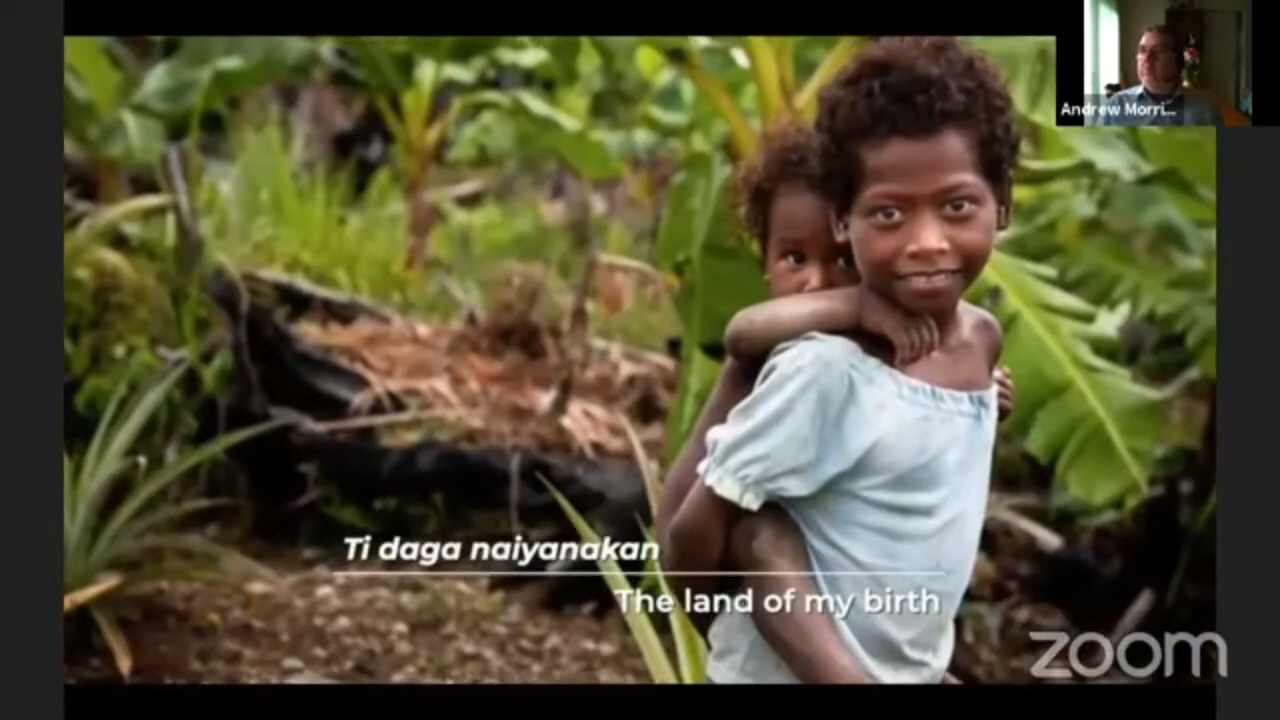 Andrew Morri...
Ti daga naiyanakan
The land of my birth
zoom